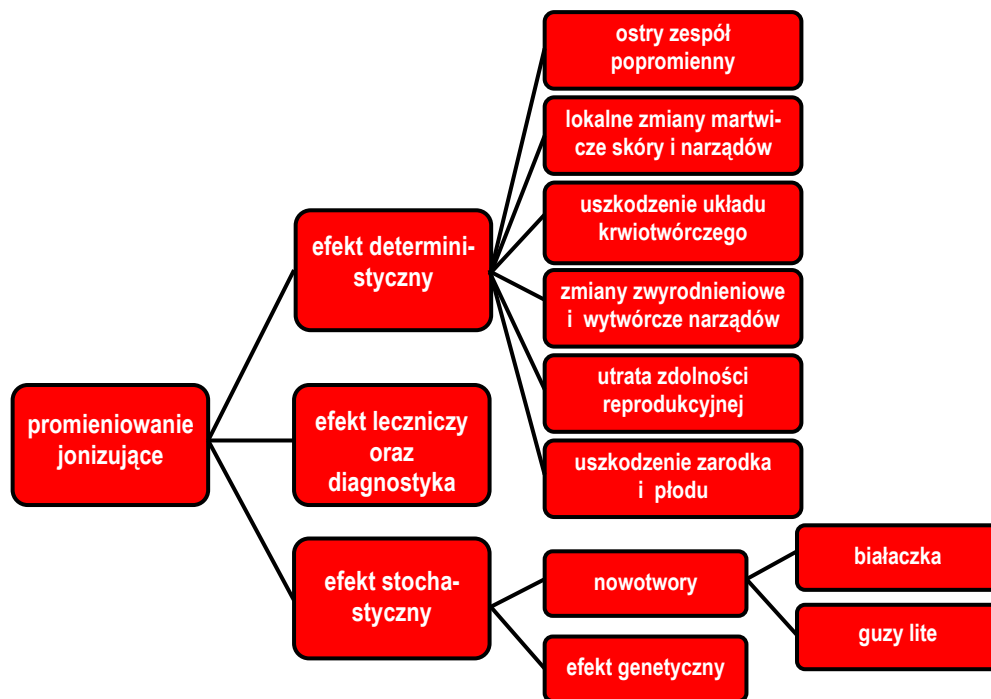 promieniowanie
jonizujące
efekt determini-
styczny
ostry zespół
popromienny
lokalne zmiany martwi-
cze skóry i narządów
uszkodzenie układu
krwiotwórczego
zmiany zwyrodnieniowe
i wytwórcze narządów
utrata zdolności
reprodukcyjnej
uszkodzenie zarodka
i płodu
efekt leczniczy
oraz
diagnostyka
efekt stocha-
styczny
nowotwory
białaczka
guzy lite
efekt genetyczny